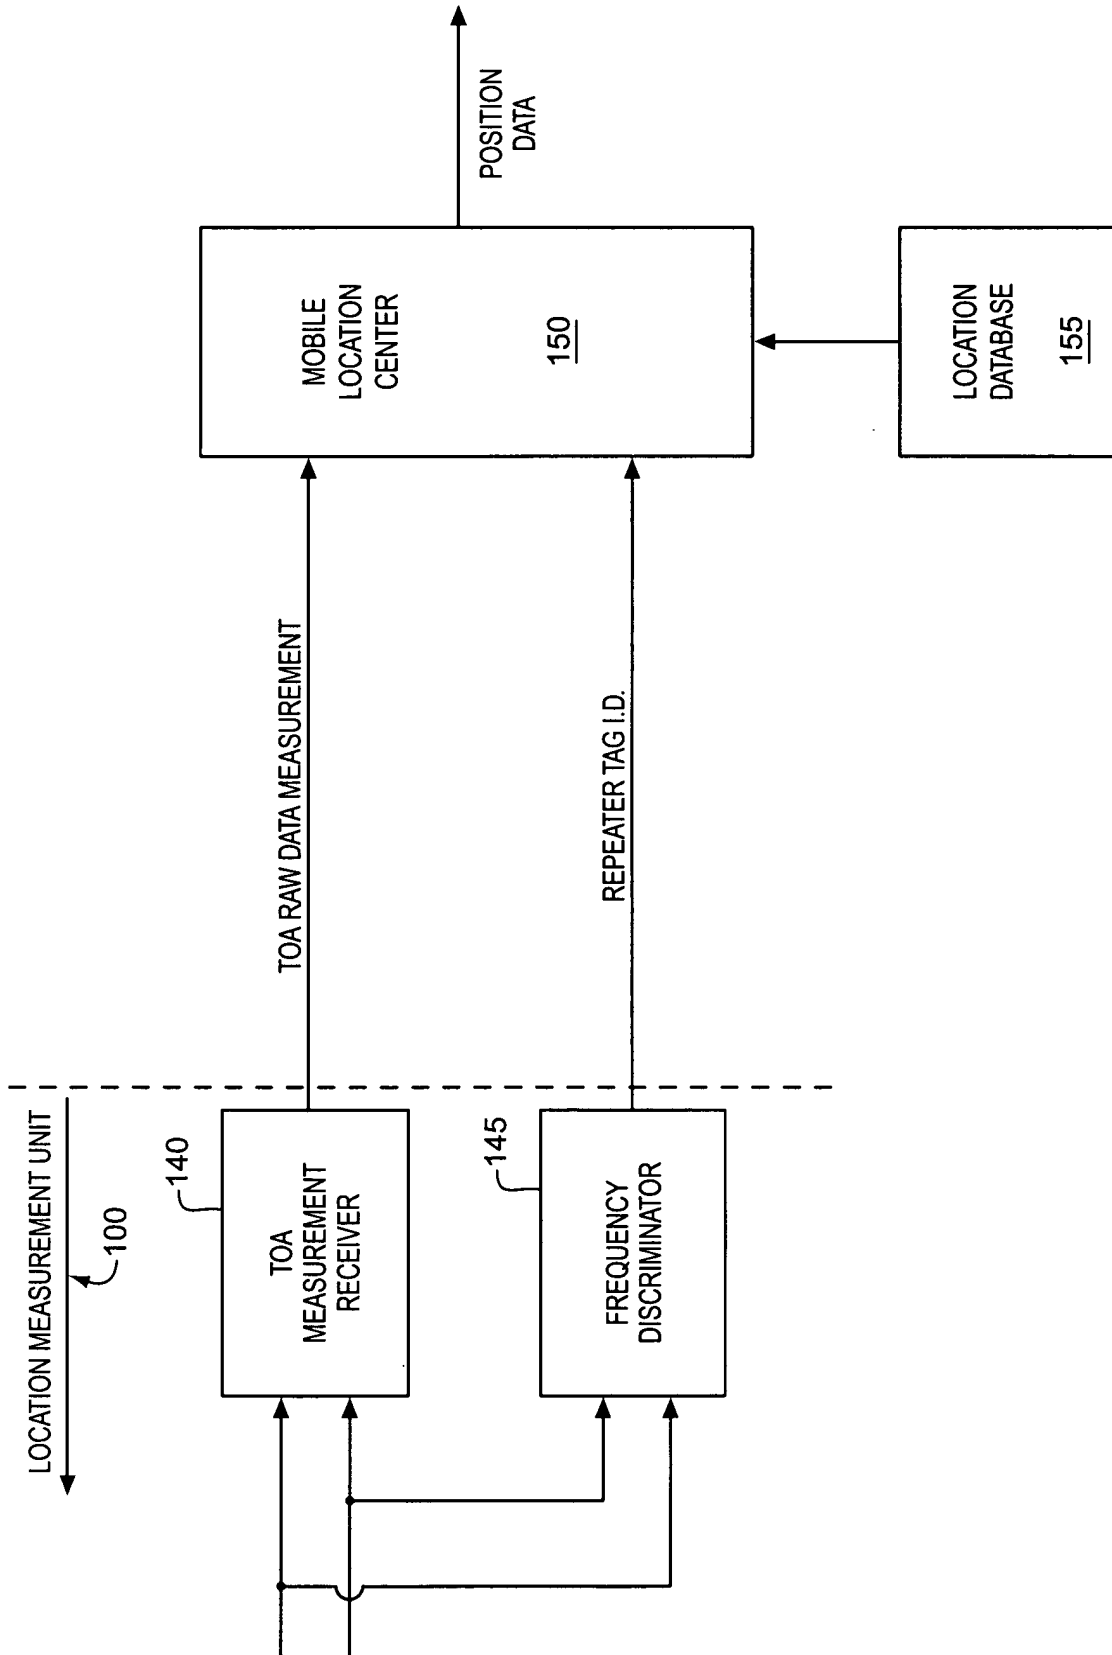 LOCATION MEASUREMENT UNIT
100
TOA
MEASUREMENT
RECEIVER
140
FREQUENCY
DISCRIMINATOR
145
TOA RAW DATA MEASUREMENT
REPEATER TAG I.D.
MOBILE
LOCATION
CENTER
150
POSITION
DATA
LOCATION
DATABASE
155